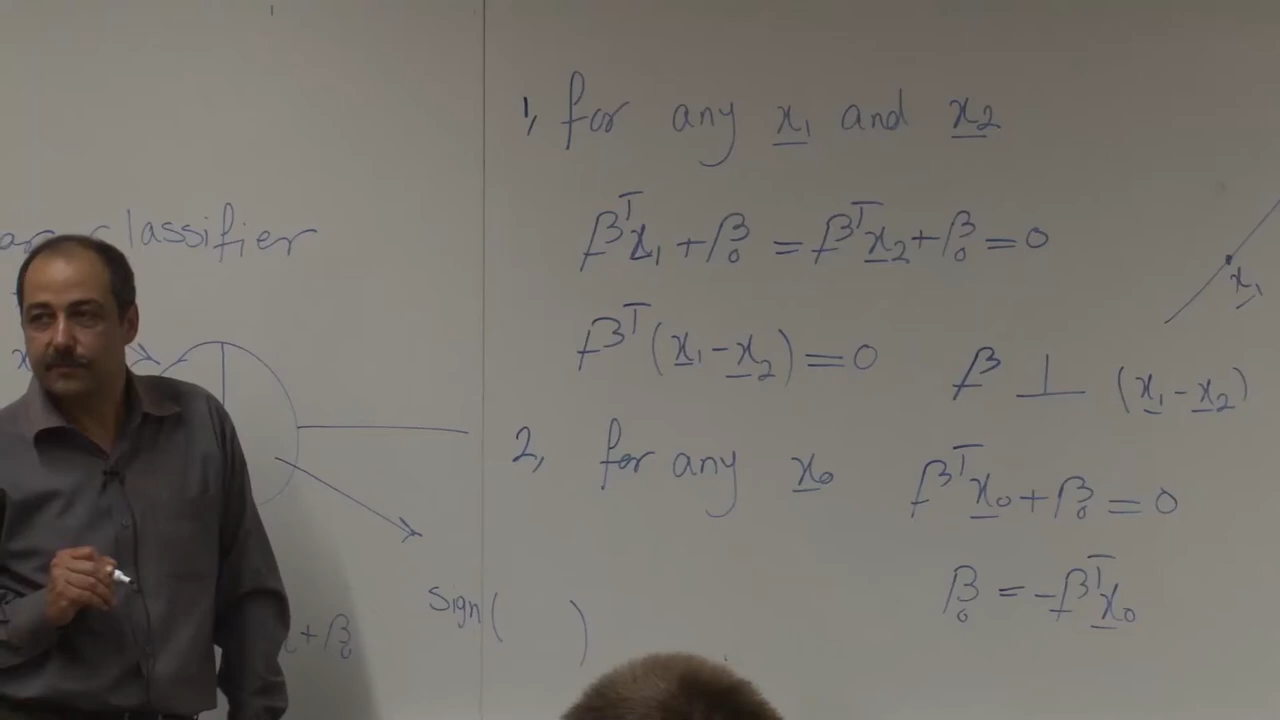 classifier
1, for any x₁ and x₂
βᵀx₁ + β₀ = βᵀx₂ + β₀ = 0
x₁
βᵀ(x₁ - x₂) = 0 β ⊥ (x₁ - x₂)
2, for any x₀ βᵀx₀ + β₀ = 0
β₀ = -βᵀx₀
sign( )
+ β₀